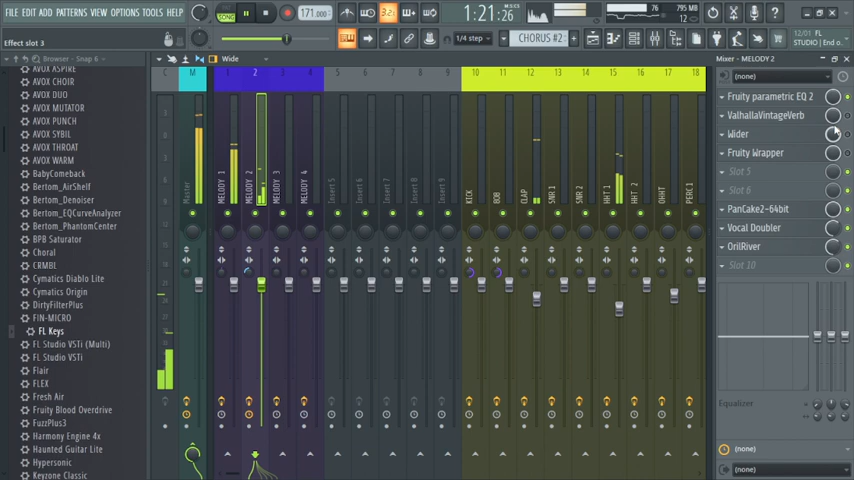 FILE EDIT ADD PATTERNS VIEW OPTIONS TOOLS HELP
SONG
171.000
3.2
1:21:26
76
795 MB
12
12/01 FL
STUDIO | End o..
Effect slot 3
1/4 step
CHORUS #2
Browser - Snap 6
Wide
Mixer - MELODY 2
(none)
C
M
1
2
3
4
5
6
7
8
9
10
11
12
13
14
15
16
17
18
AVOX ASPIRE
AVOX CHOIR
AVOX DUO
AVOX MUTATOR
AVOX PUNCH
AVOX SYBIL
AVOX THROAT
AVOX WARM
BabyComeback
Bertom_AirShelf
Bertom_Denoiser
Bertom_EQCurveAnalyzer
Bertom_PhantomCenter
BPB Saturator
Choral
CRMBL
Cymatics Diablo Lite
Cymatics Origin
DirtyFilterPlus
FIN-MICRO
FL Keys
FL Studio VSTi (Multi)
FL Studio VSTi
Flair
FLEX
Fresh Air
Fruity Blood Overdrive
FuzzPlus3
Harmony Engine 4x
Haunted Guitar Lite
Hypersonic
Keyzone Classic
Master
MELODY 1
MELODY 2
MELODY 3
MELODY 4
Insert 5
Insert 6
Insert 7
Insert 8
Insert 9
KICK
BOB
CLAP
SNR 1
SNR 2
HH1
HH 2
OHHT
PERC 1
Fruity parametric EQ 2
ValhallaVintageVerb
Wider
Fruity Wrapper
Slot 5
Slot 6
PanCake2-64bit
Vocal Doubler
OrilRiver
Slot 10
Equalizer
(none)
(none)